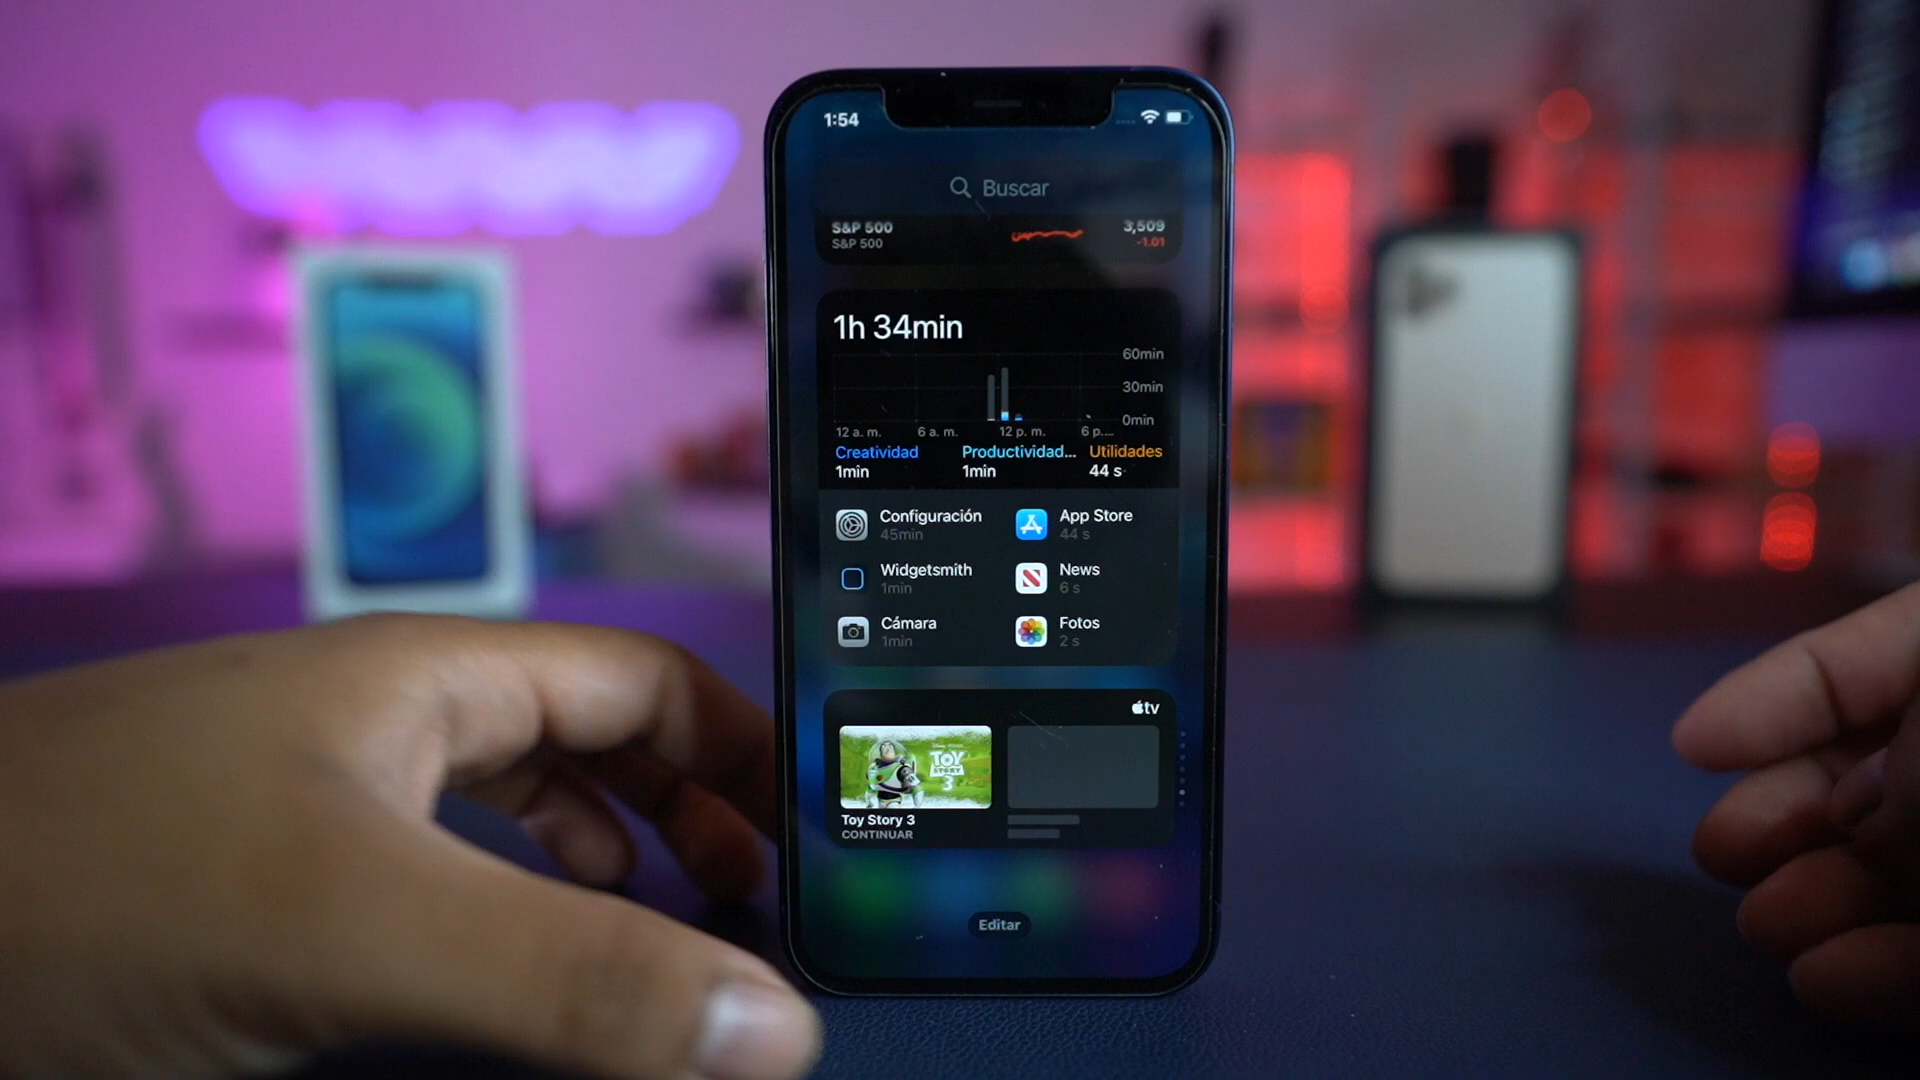 1:54
Buscar
S&P 500 3,509
S&P 500 -1.01
1h 34min
60min
30min
0min
12 a. m. 6 a. m. 12 p. m. 6 p....
Creatividad Productividad... Utilidades
1min 1min 44 s
Configuración App Store
45min 44 s
Widgetsmith News
1min 6 s
Cámara Fotos
1min 2 s
tv
TOY
STORY
3
Toy Story 3
CONTINUAR
Editar